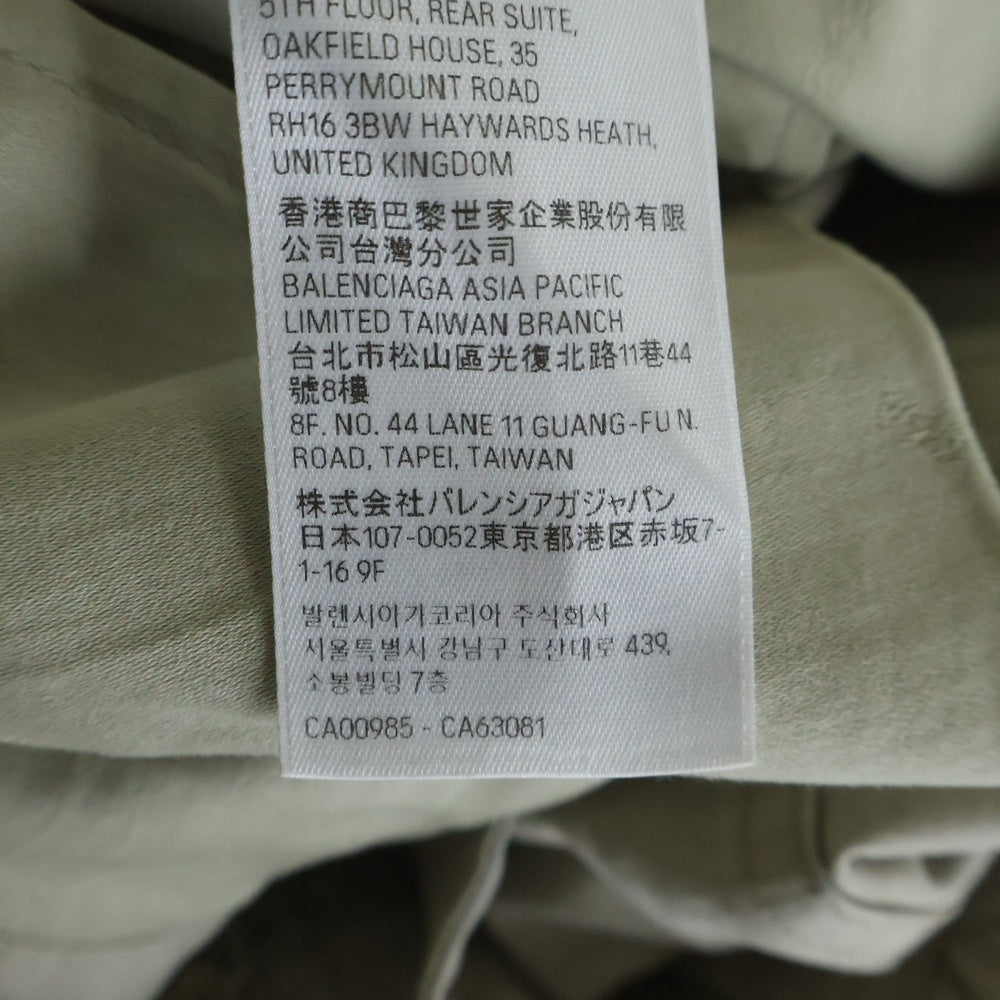 5TH FLOOR, REAR SUITE,
OAKFIELD HOUSE, 35
PERRYMOUNT ROAD
RH16 3BW HAYWARDS HEATH,
UNITED KINGDOM
香港商巴黎世家企業股份有限
公司台灣分公司
BALENCIAGA ASIA PACIFIC
LIMITED TAIWAN BRANCH
台北市松山區光復北路11巷44
號8樓
8F. NO. 44 LANE 11 GUANG-FU N.
ROAD, TAPEI, TAIWAN
株式会社バレンシアガジャパン
日本107-0052東京都港区赤坂7-
1-16 9F
발렌시아가코리아 주식회사
서울특별시 강남구 도산대로 439,
소봉빌딩 7층
CA00985 - CA63081